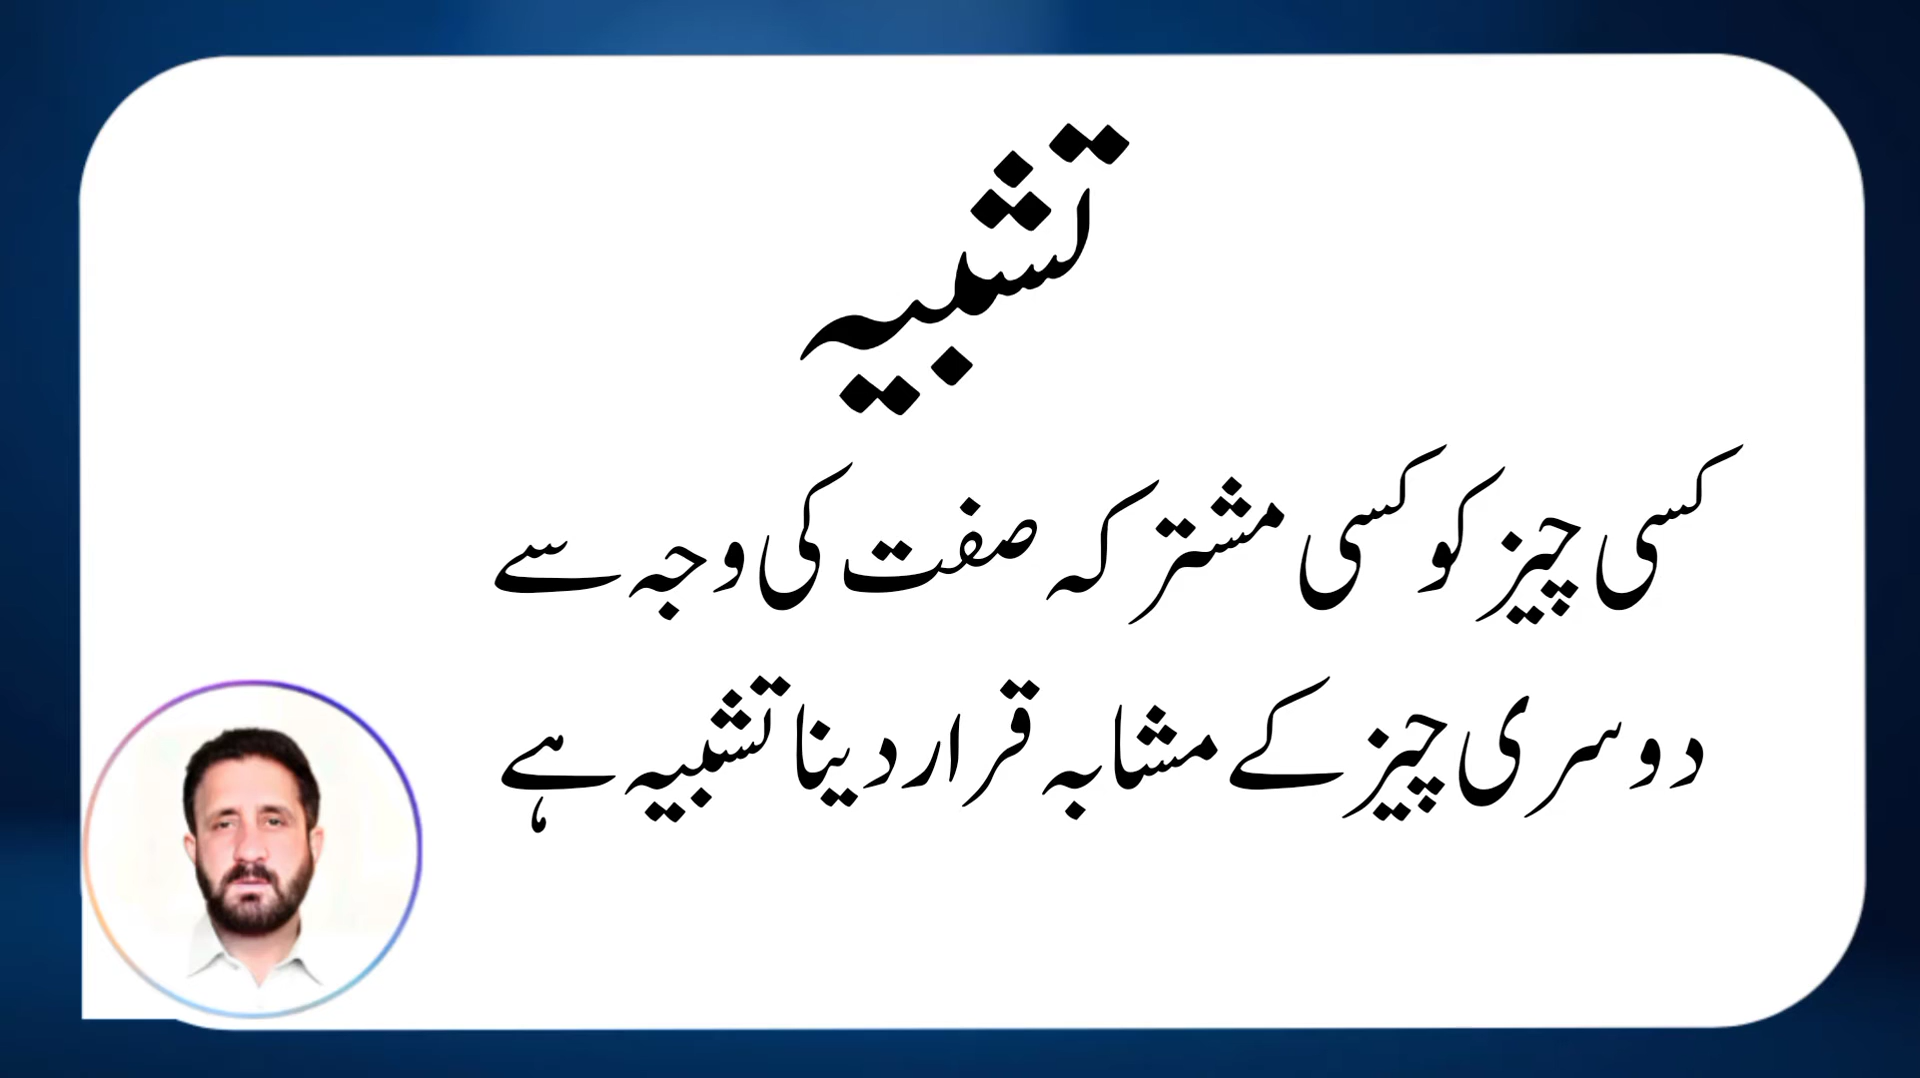 تشبیہ
کسی چیز کو کسی مشترکہ صفت کی وجہ سے
دوسری چیز کے مشابہ قرار دینا تشبیہ ہے